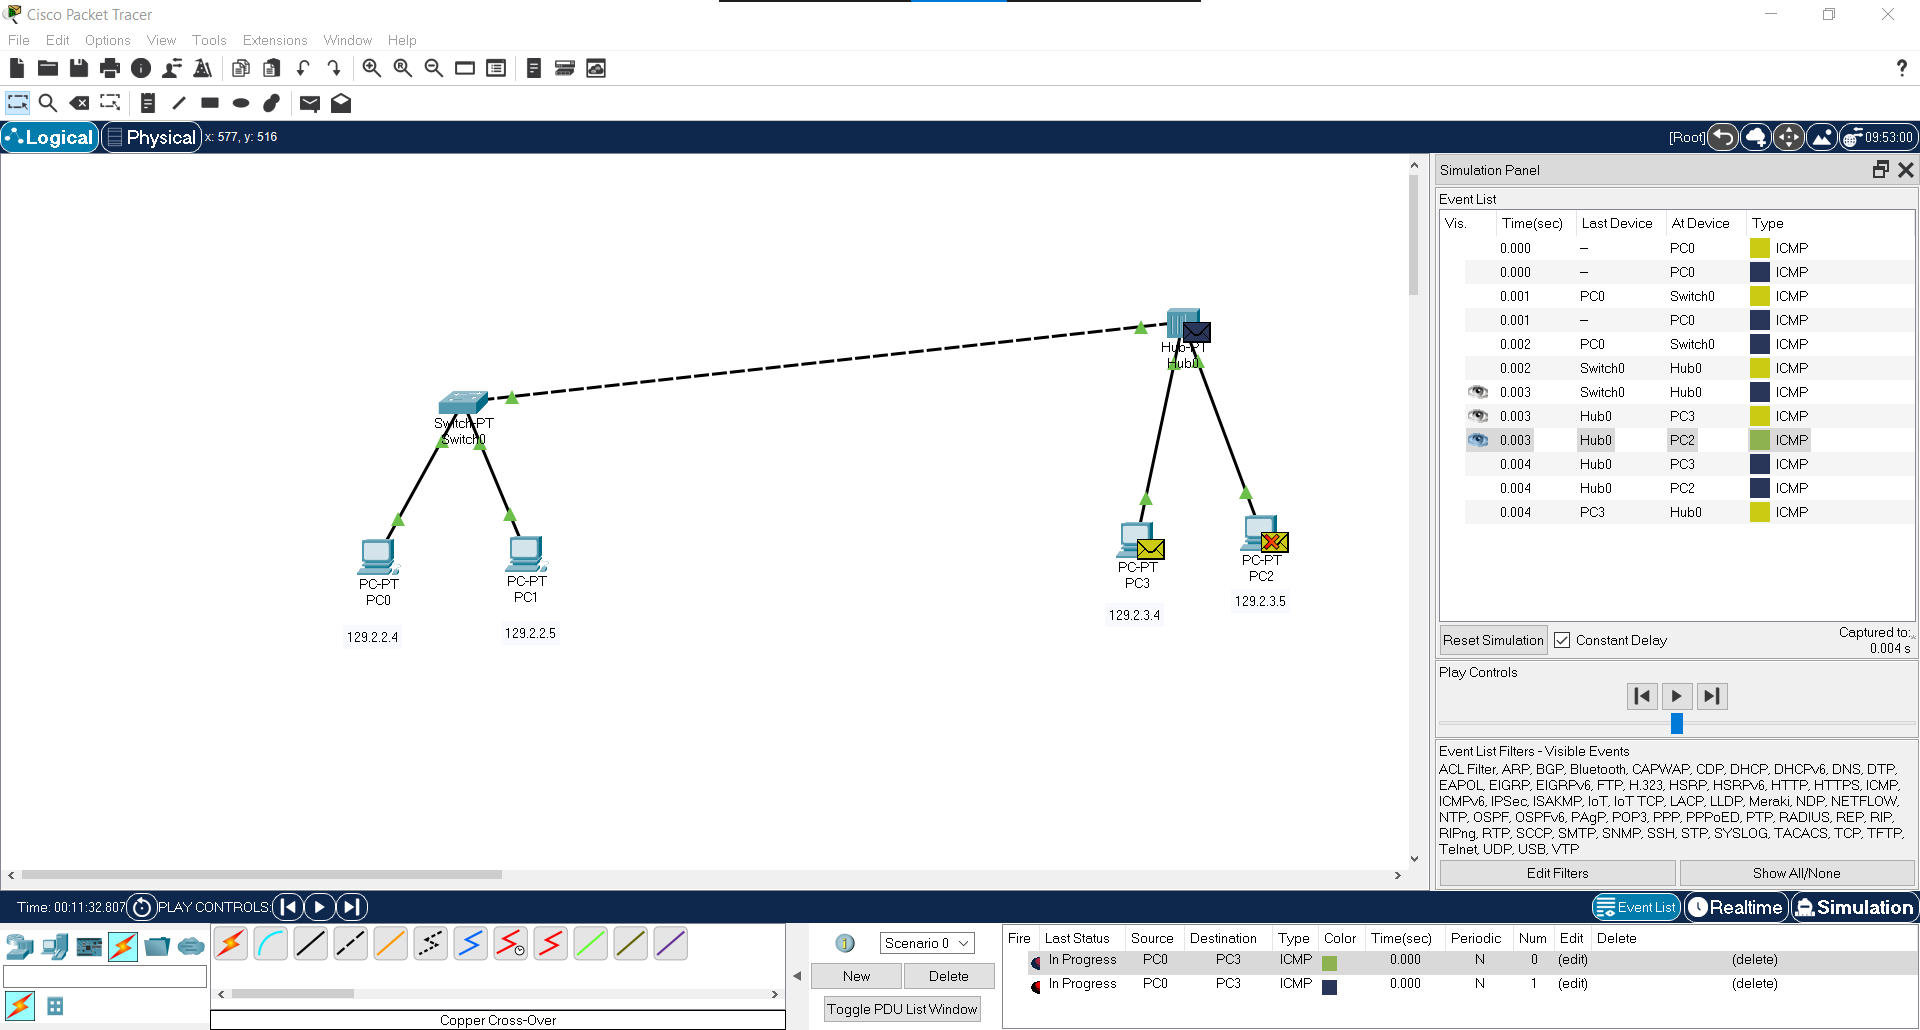 Cisco Packet Tracer
File Edit Options View Tools Extensions Window Help
?
Logical Physical x: 577, y: 516 [Root] 09:53:00
Simulation Panel
Event List
Vis. Time(sec) Last Device At Device Type
0.000 -- PC0 ICMP
0.000 -- PC0 ICMP
0.001 PC0 Switch0 ICMP
0.001 -- PC0 ICMP
0.002 PC0 Switch0 ICMP
0.002 Switch0 Hub0 ICMP
0.003 Switch0 Hub0 ICMP
0.003 Hub0 PC3 ICMP
0.003 Hub0 PC2 ICMP
0.004 Hub0 PC3 ICMP
0.004 Hub0 PC2 ICMP
0.004 PC3 Hub0 ICMP
Hub-PT
Hub0
Switch-PT
Switch0
PC-PT
PC0
129.2.2.4
PC-PT
PC1
129.2.2.5
PC-PT
PC3
129.2.3.4
PC-PT
PC2
129.2.3.5
Reset Simulation Constant Delay Captured to:
0.004 s
Play Controls
Event List Filters - Visible Events
ACL Filter, ARP, BGP, Bluetooth, CAPWAP, CDP, DHCP, DHCPv6, DNS, DTP,
EAPOL, EIGRP, EIGRPv6, FTP, H.323, HSRP, HSRPv6, HTTP, HTTPS, ICMP,
ICMPv6, IPSec, ISAKMP, IoT, IoT TCP, LACP, LLDP, Meraki, NDP, NETFLOW,
NTP, OSPF, OSPFv6, PAgP, POP3, PPP, PPPoED, PTP, RADIUS, REP, RIP,
RIPng, RTP, SCCP, SMTP, SNMP, SSH, STP, SYSLOG, TACACS, TCP, TFTP,
Telnet, UDP, USB, VTP
Edit Filters Show All/None
Time: 00:11:32.807 PLAY CONTROLS: Event List Realtime Simulation
Copper Cross-Over
1 Scenario 0
New Delete
Toggle PDU List Window
Fire Last Status Source Destination Type Color Time(sec) Periodic Num Edit Delete
In Progress PC0 PC3 ICMP 0.000 N 0 (edit) (delete)
In Progress PC0 PC3 ICMP 0.000 N 1 (edit) (delete)